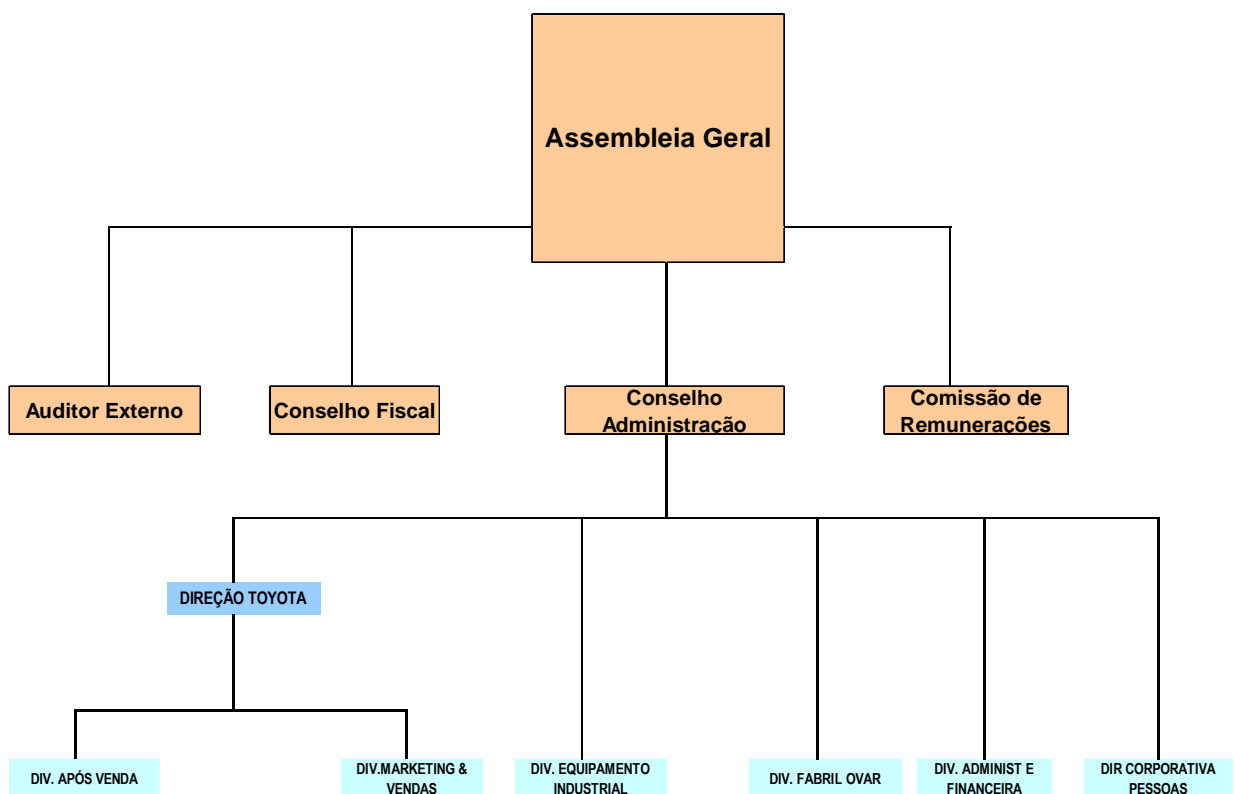 Assembleia Geral
Auditor Externo
Conselho Fiscal
Conselho
Administração
Comissão de
Remunerações
DIREÇÃO TOYOTA
DIV. APÓS VENDA
DIV.MARKETING &
VENDAS
DIV. EQUIPAMENTO
INDUSTRIAL
DIV. FABRIL OVAR
DIV. ADMINIST E
FINANCEIRA
DIR CORPORATIVA
PESSOAS